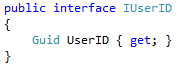 public interface IUserID
{
    Guid UserID { get; }
}